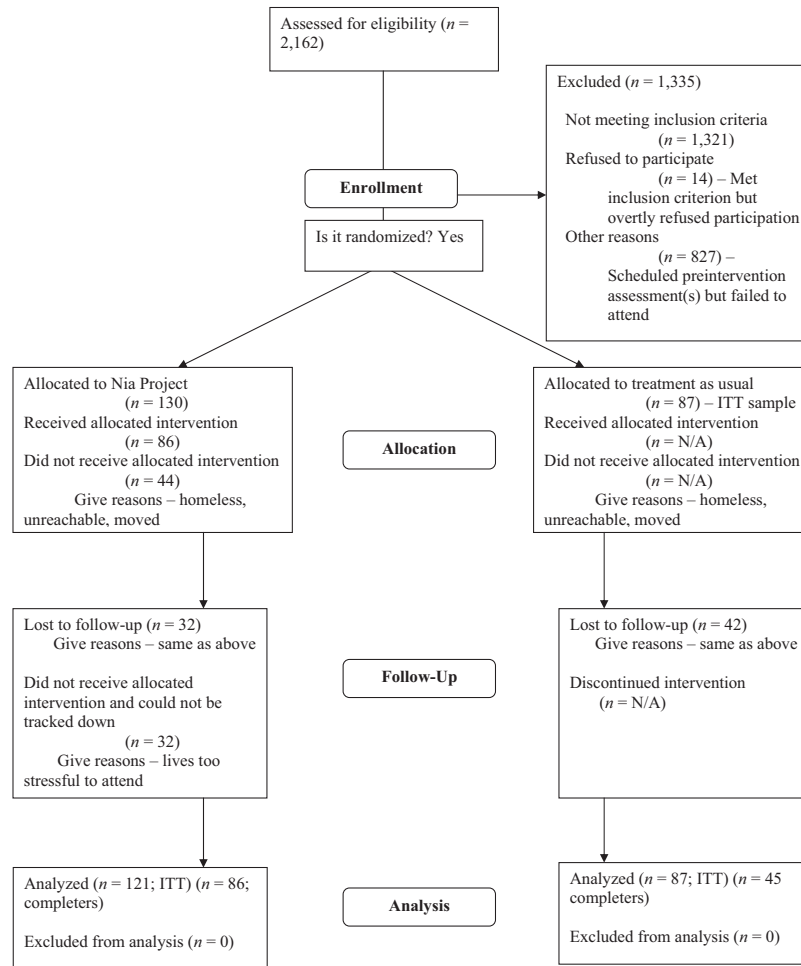 Assessed for eligibility (n =
2,162)
Excluded (n = 1,335)
Not meeting inclusion criteria
(n = 1,321)
Refused to participate
(n = 14) – Met
inclusion criterion but
overtly refused participation
Other reasons
(n = 827) –
Scheduled preintervention
assessment(s) but failed to
attend
Enrollment
Is it randomized? Yes
Allocated to Nia Project
(n = 130)
Received allocated intervention
(n = 86)
Did not receive allocated intervention
(n = 44)
Give reasons – homeless,
unreachable, moved
Allocation
Allocated to treatment as usual
(n = 87) – ITT sample
Received allocated intervention
(n = N/A)
Did not receive allocated intervention
(n = N/A)
Give reasons – homeless,
unreachable, moved
Lost to follow-up (n = 32)
Give reasons – same as above
Did not receive allocated
intervention and could not be
tracked down
(n = 32)
Give reasons – lives too
stressful to attend
Follow-Up
Lost to follow-up (n = 42)
Give reasons – same as above
Discontinued intervention
(n = N/A)
Analyzed (n = 121; ITT) (n = 86;
completers)
Excluded from analysis (n = 0)
Analysis
Analyzed (n = 87; ITT) (n = 45
completers)
Excluded from analysis (n = 0)